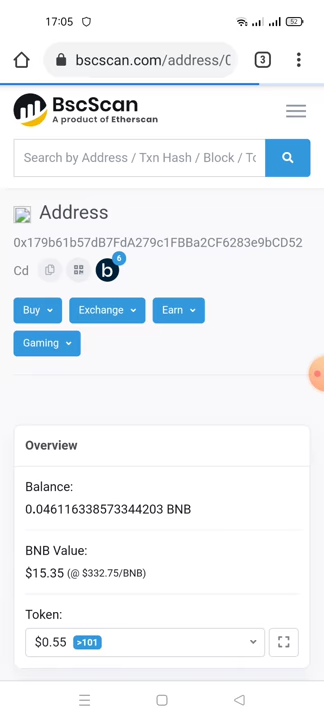 17:05
52
bscscan.com/address/0
3
BscScan
A product of Etherscan
Search by Address / Txn Hash / Block / To
Address
0x179b61b57dB7FdA279c1FBBa2CF6283e9bCD52
Cd
b
6
Buy
Exchange
Earn
Gaming
Overview
Balance:
0.046116338573344203 BNB
BNB Value:
$15.35 (@ $332.75/BNB)
Token:
$0.55 >101